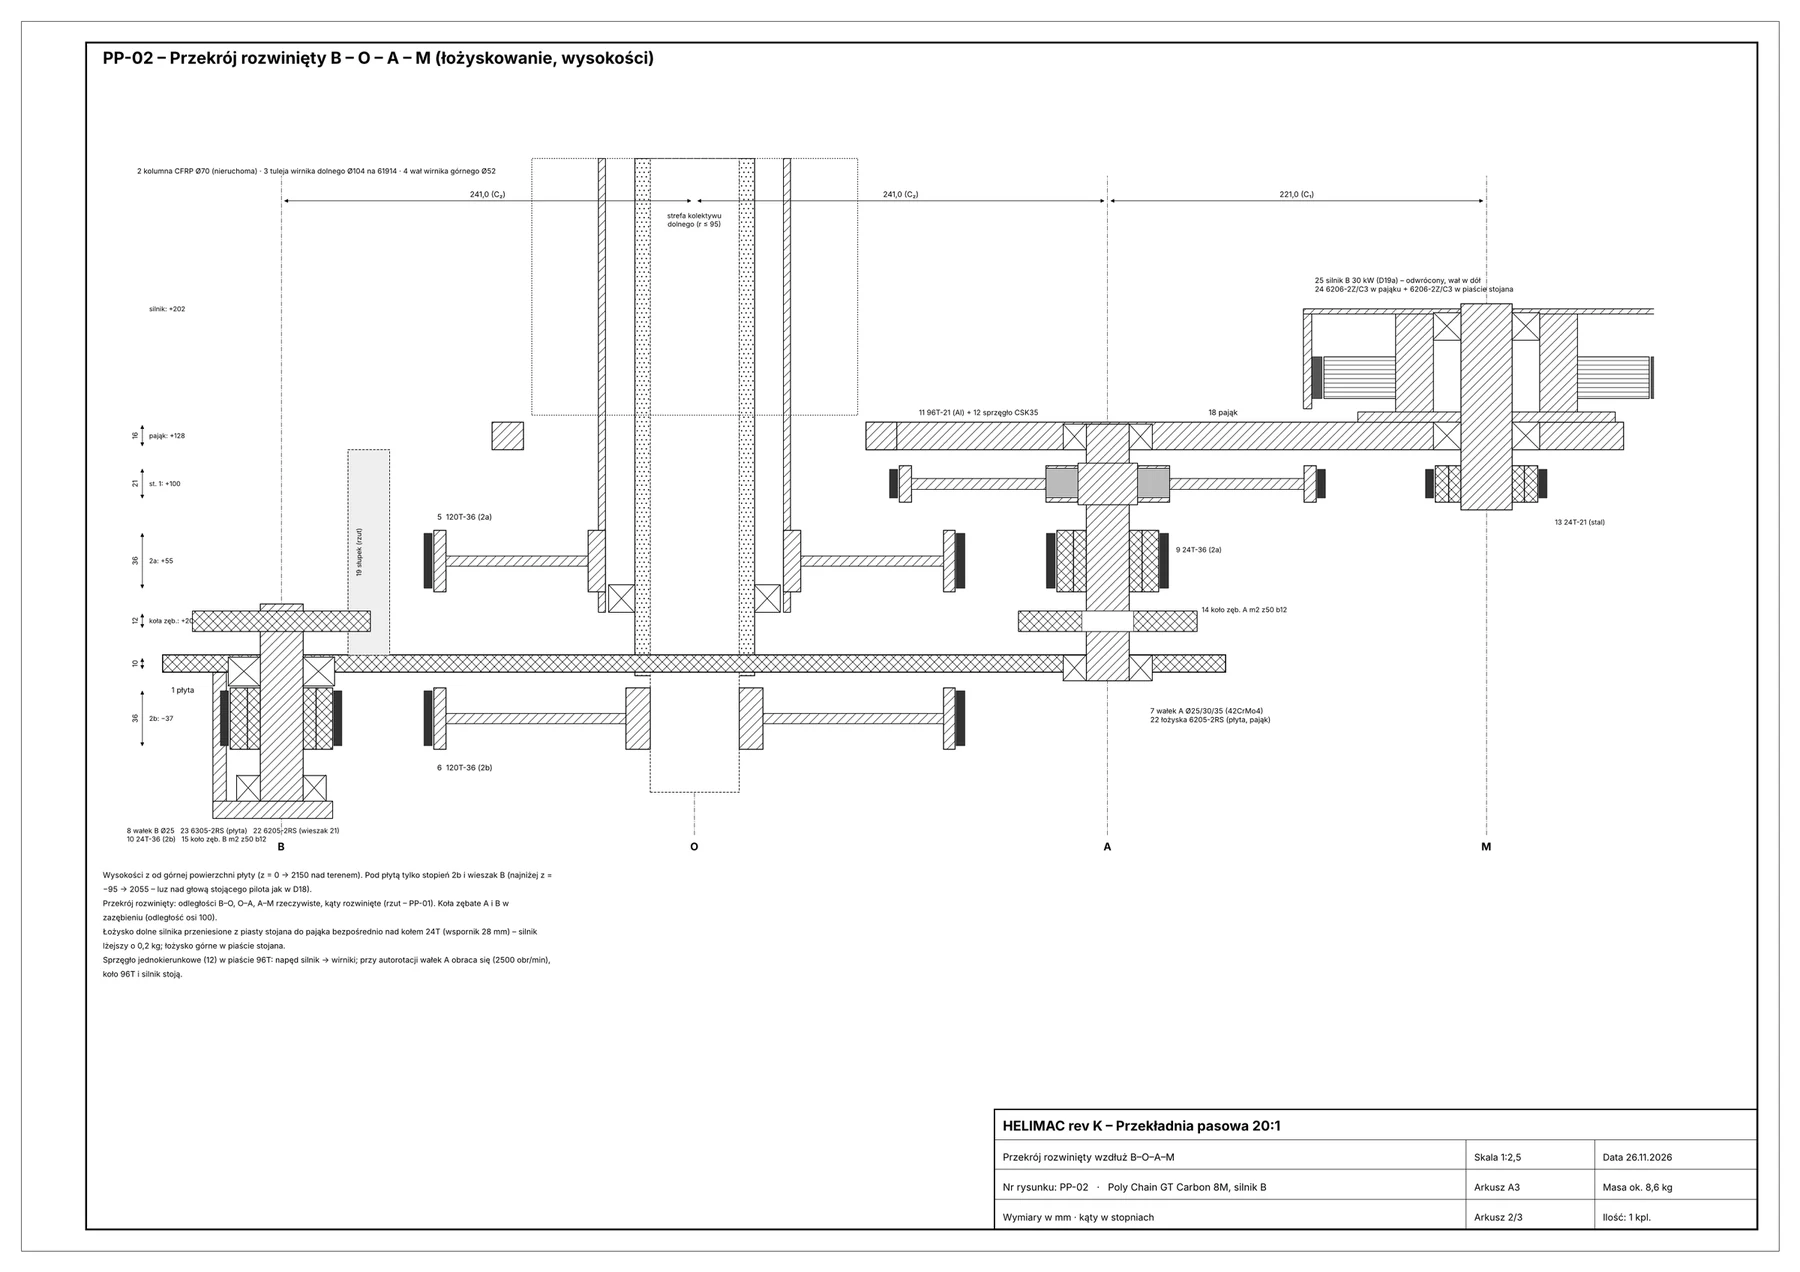 PP-02 – Przekrój rozwinięty B – O – A – M (łożyskowanie, wysokości)
2 kolumna CFRP Ø70 (nieruchoma) · 3 tuleja wirnika dolnego Ø104 na 61914 · 4 wał wirnika górnego Ø52
241,0 (C₂)
241,0 (C₂)
221,0 (C₁)
strefa kolektywu
dolnego (r ≤ 95)
25 silnik B 30 kW (D19a) – odwrócony, wał w dół
24 6206-2Z/C3 w pająku + 6206-2Z/C3 w piaście stojana
silnik: +202
11 96T-21 (Al) + 12 sprzęgło CSK35
18 pająk
16
pająk: +128
21
st. 1: +100
5 120T-36 (2a)
13 24T-21 (stal)
19 słupek (rzut)
36
2a: +55
9 24T-36 (2a)
12
koła zęb.: +20
14 koło zęb. A m2 z50 b12
10
1 płyta
36
2b: −37
7 wałek A Ø25/30/35 (42CrMo4)
22 łożyska 6205-2RS (płyta, pająk)
6 120T-36 (2b)
8 wałek B Ø25 23 6305-2RS (płyta) 22 6205-2RS (wieszak 21)
10 24T-36 (2b) 15 koło zęb. B m2 z50 b12
B
O
A
M
Wysokości z od górnej powierzchni płyty (z = 0 → 2150 nad terenem). Pod płytą tylko stopień 2b i wieszak B (najniżej z =
−95 → 2055 – luz nad głową stojącego pilota jak w D18).
Przekrój rozwinięty: odległości B–O, O–A, A–M rzeczywiste, kąty rozwinięte (rzut – PP-01). Koła zębate A i B w
zazębieniu (odległość osi 100).
Łożysko dolne silnika przeniesione z piasty stojana do pająka bezpośrednio nad kołem 24T (wspornik 28 mm) – silnik
lżejszy o 0,2 kg; łożysko górne w piaście stojana.
Sprzęgło jednokierunkowe (12) w piaście 96T: napęd silnik → wirniki; przy autorotacji wałek A obraca się (2500 obr/min),
koło 96T i silnik stoją.
HELIMAC rev K – Przekładnia pasowa 20:1
Przekrój rozwinięty wzdłuż B–O–A–M
Skala 1:2,5
Data 26.11.2026
Nr rysunku: PP-02 · Poly Chain GT Carbon 8M, silnik B
Arkusz A3
Masa ok. 8,6 kg
Wymiary w mm · kąty w stopniach
Arkusz 2/3
Ilość: 1 kpl.